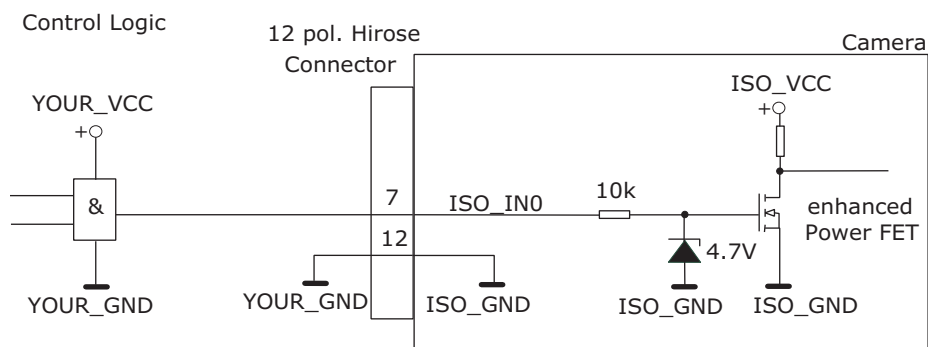 Control Logic
12 pol. Hirose
Connector
Camera
YOUR_VCC
+
ISO_VCC
+
&
7
ISO_IN0
10k
enhanced
Power FET
12
4.7V
YOUR_GND
YOUR_GND
ISO_GND
ISO_GND
ISO_GND